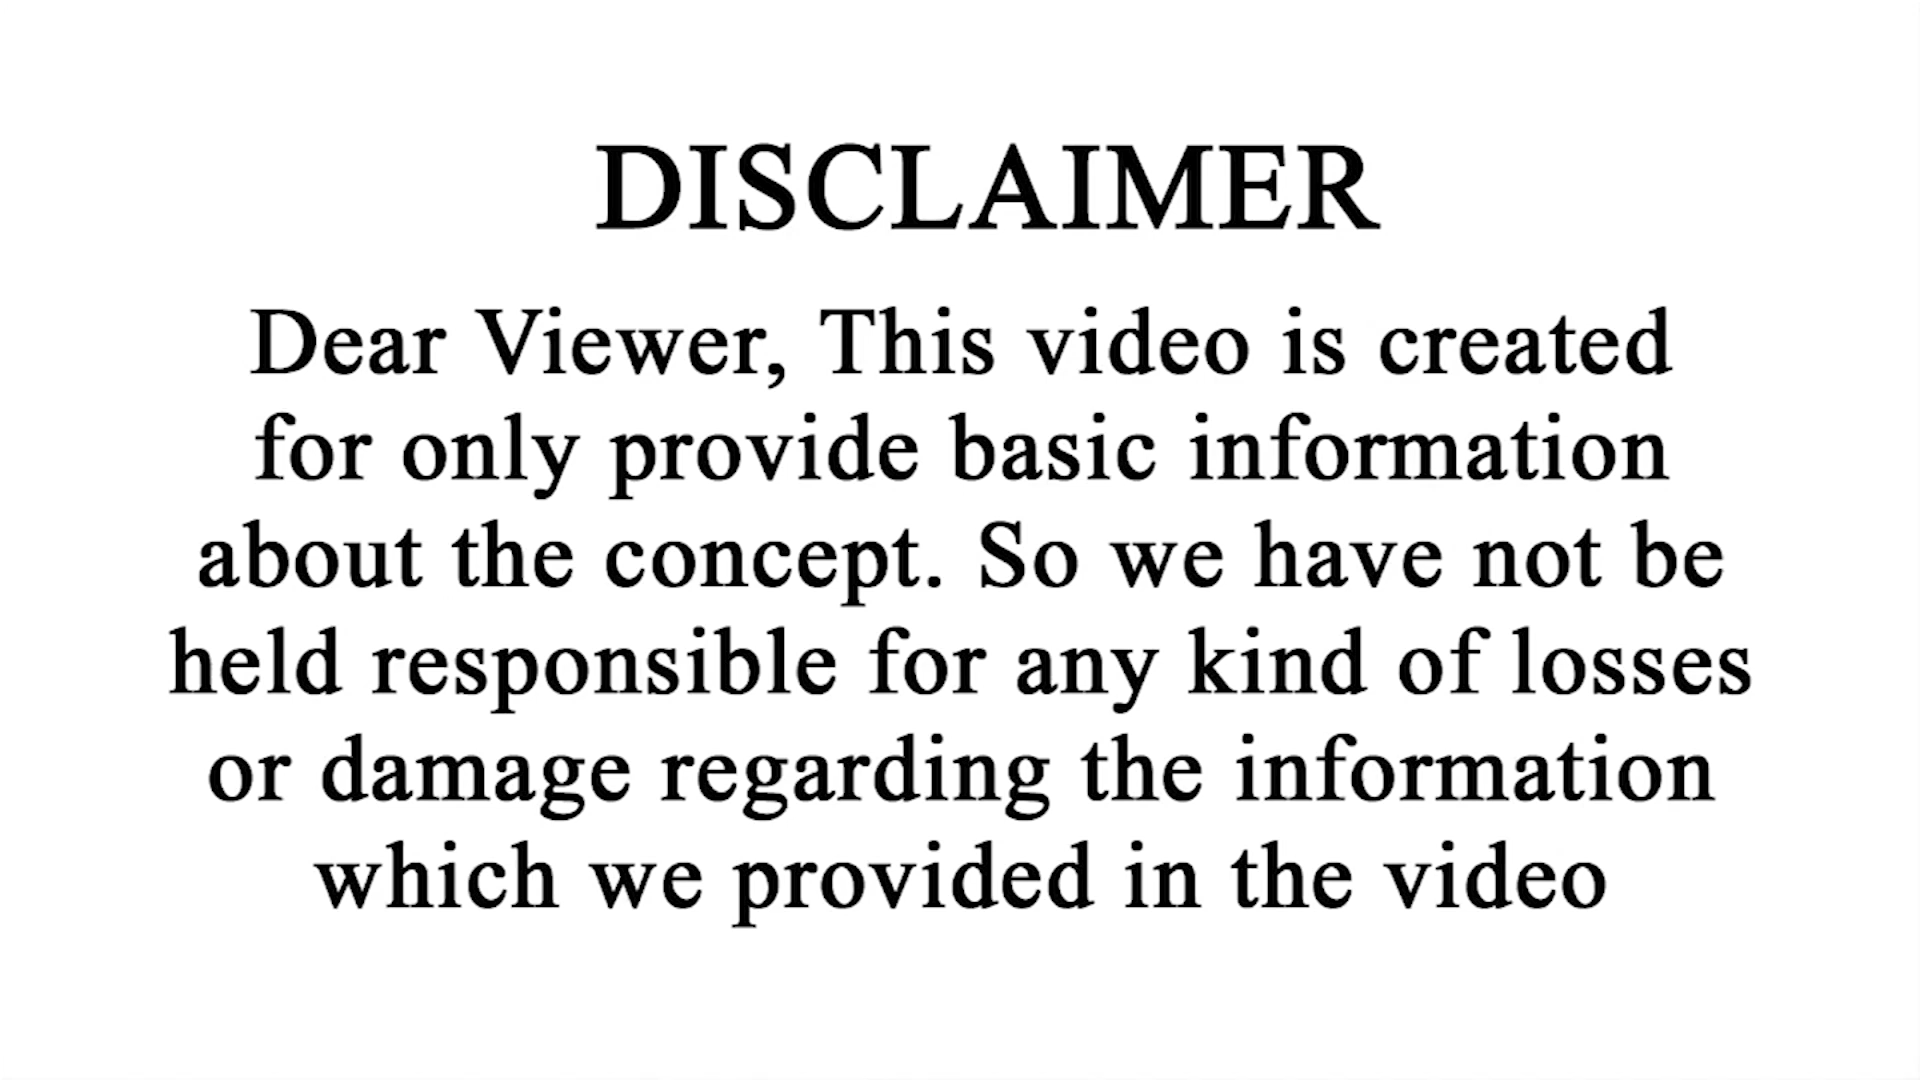 DISCLAIMER
Dear Viewer, This video is created
for only provide basic information
about the concept. So we have not be
held responsible for any kind of losses
or damage regarding the information
which we provided in the video